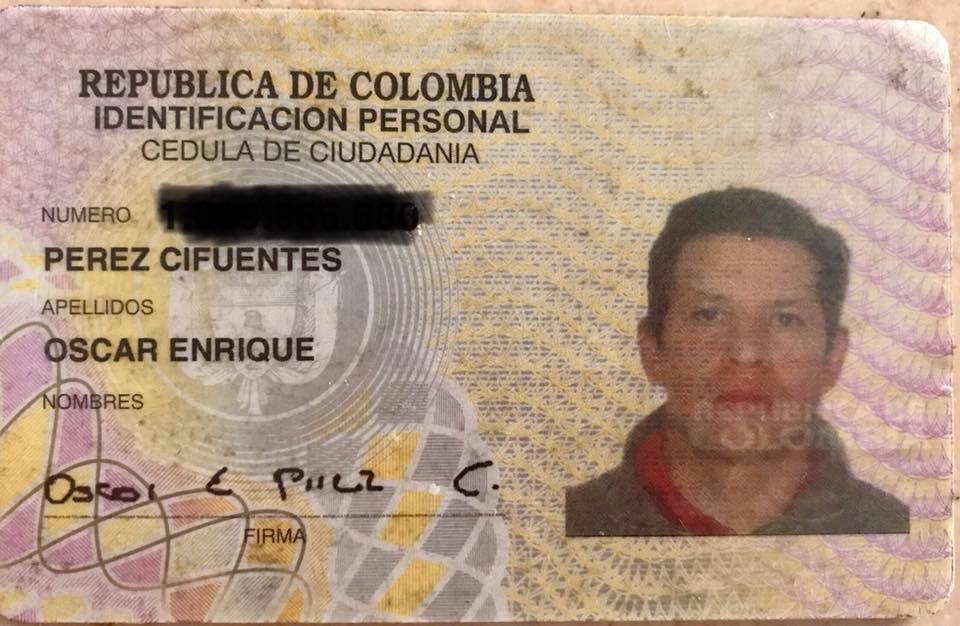 REPUBLICA DE COLOMBIA
IDENTIFICACION PERSONAL
CEDULA DE CIUDADANIA
NUMERO
PEREZ CIFUENTES
APELLIDOS
OSCAR ENRIQUE
NOMBRES
REPUBLICA DE
COLOMBIA
Oscar E Perez C.
FIRMA